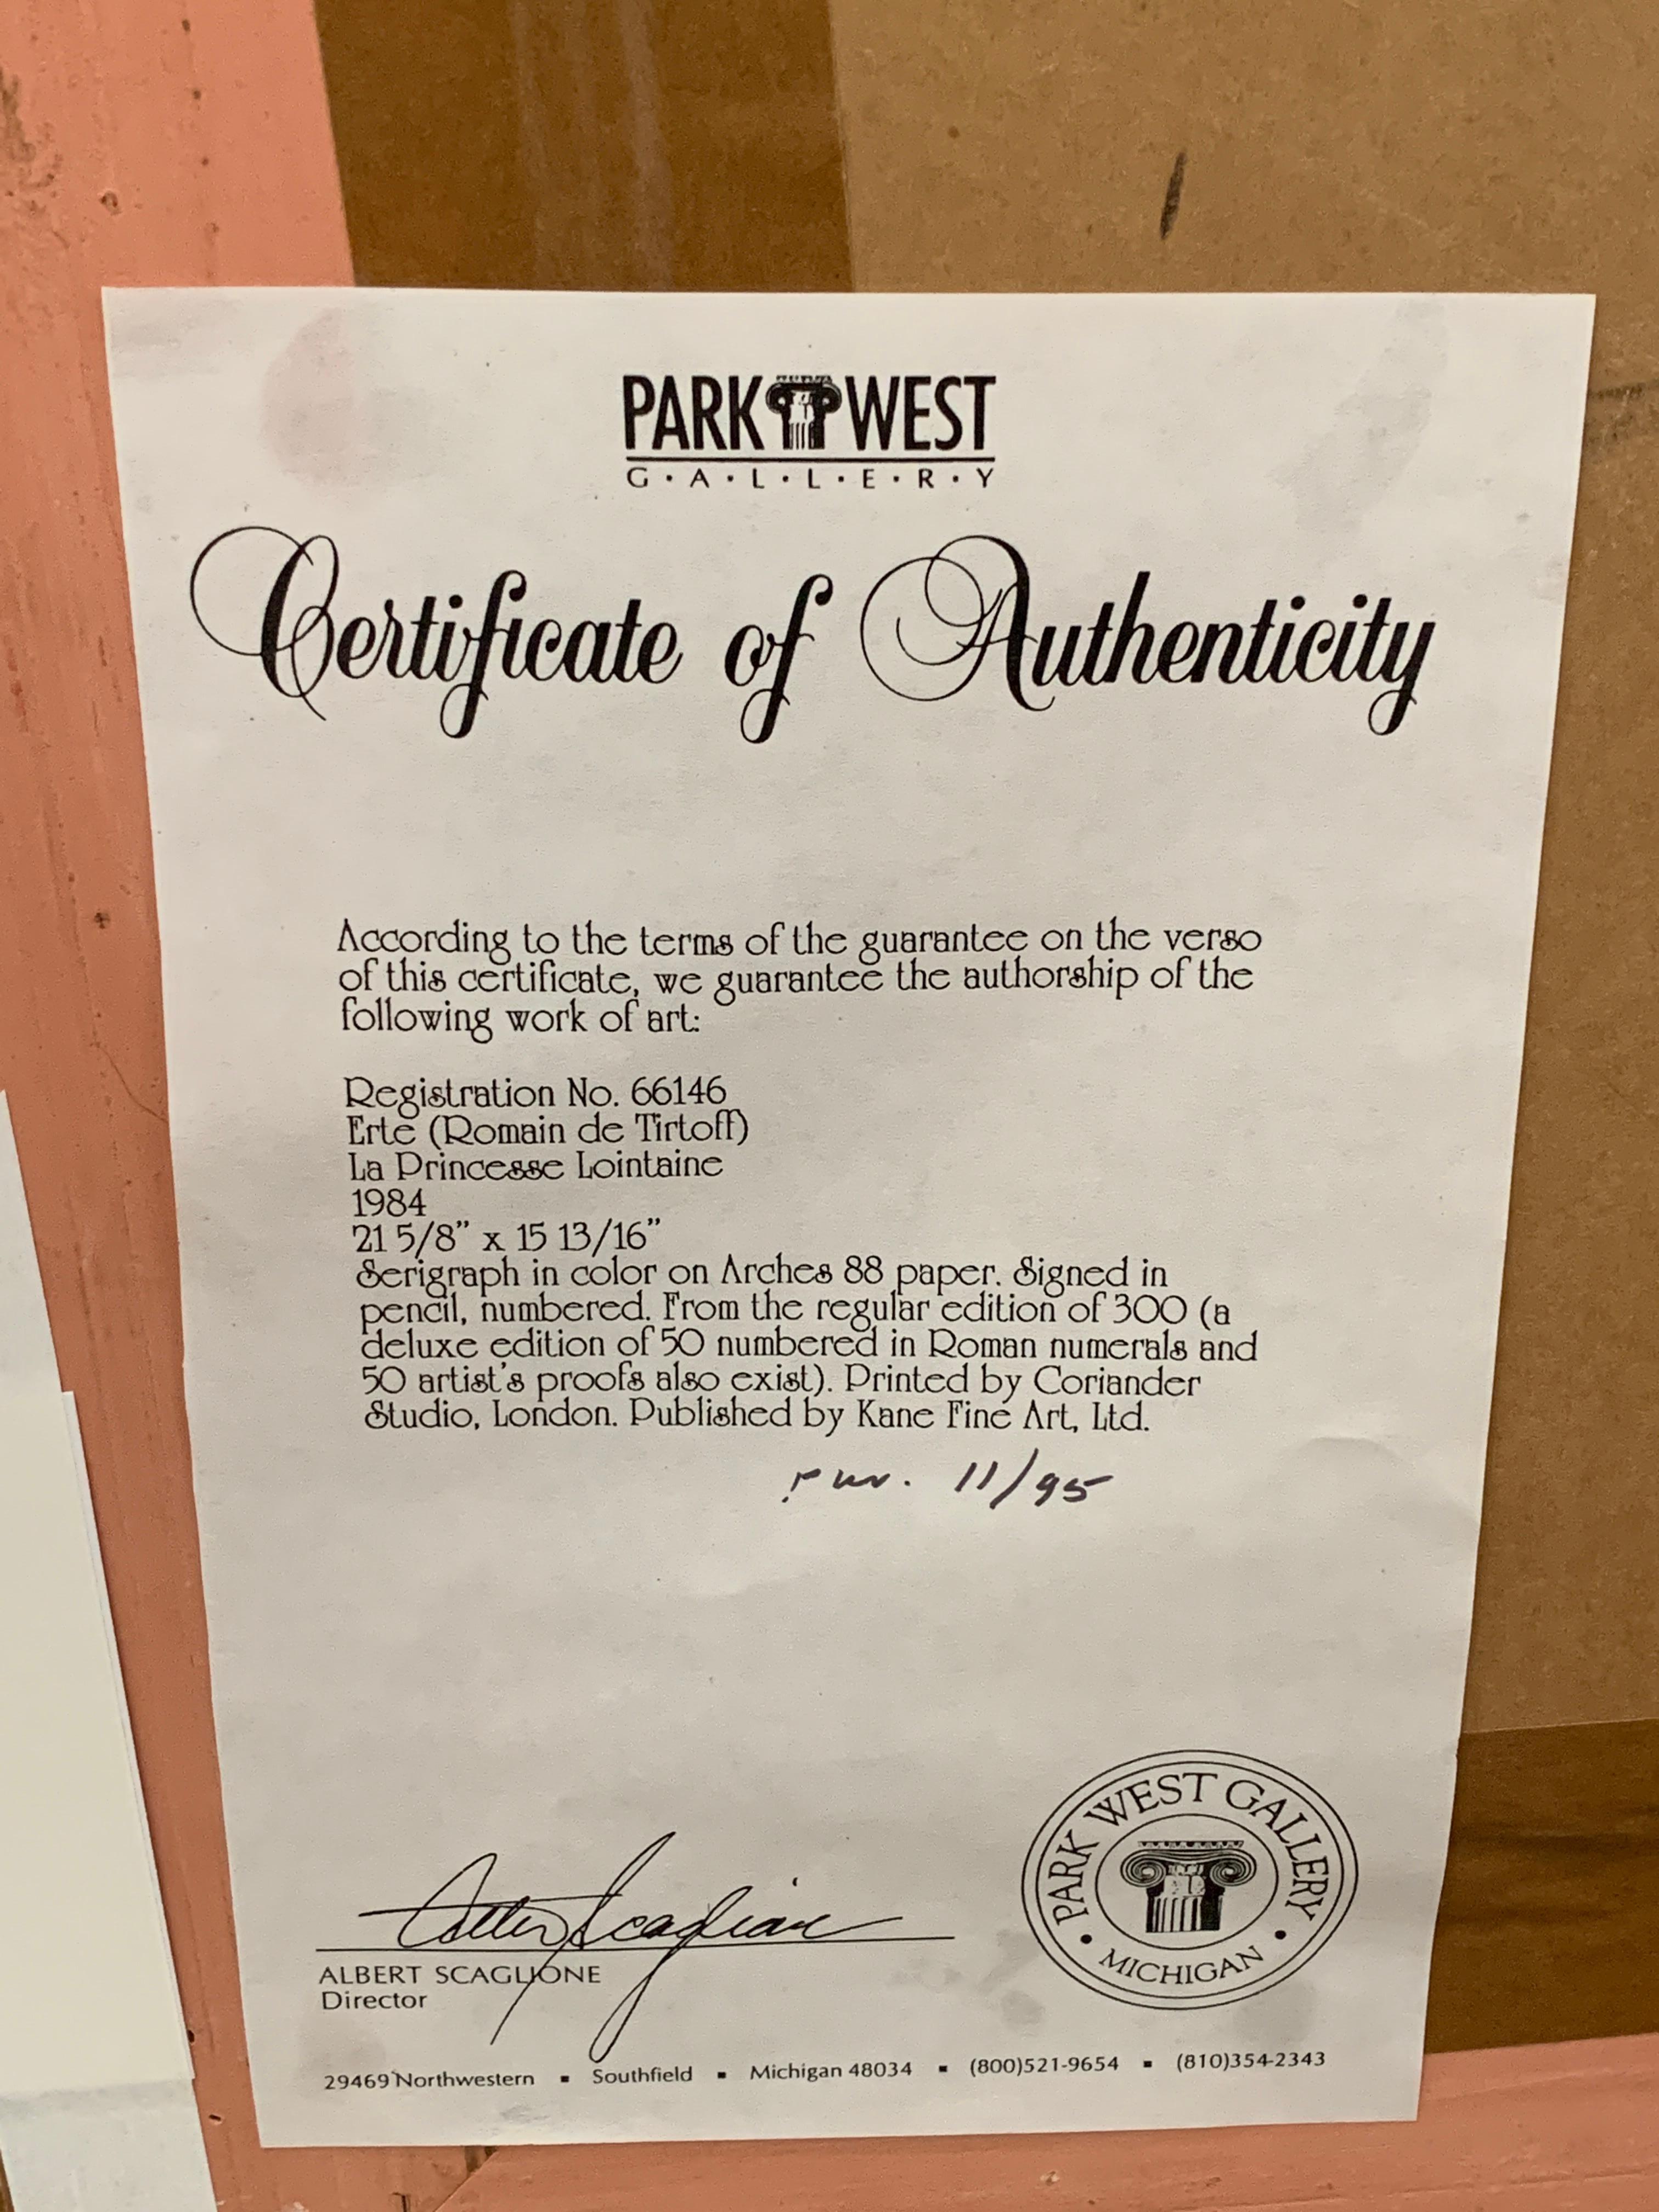 PARK WEST
G·A·L·L·E·R·Y
Certificate of Authenticity
According to the terms of the guarantee on the verso
of this certificate, we guarantee the authorship of the
following work of art:
Registration No. 66146
Erte (Romain de Tirtoff)
La Princesse Lointaine
1984
21 5/8" x 15 13/16"
Serigraph in color on Arches 88 paper. Signed in
pencil, numbered. From the regular edition of 300 (a
deluxe edition of 50 numbered in Roman numerals and
50 artist's proofs also exist). Printed by Coriander
Studio, London. Published by Kane Fine Art, Ltd.
pur. 11/95
Albert Scaglione
ALBERT SCAGLIONE
Director
PARK WEST GALLERY
• MICHIGAN •
29469 Northwestern ▪ Southfield ▪ Michigan 48034 ▪ (800)521-9654 ▪ (810)354-2343